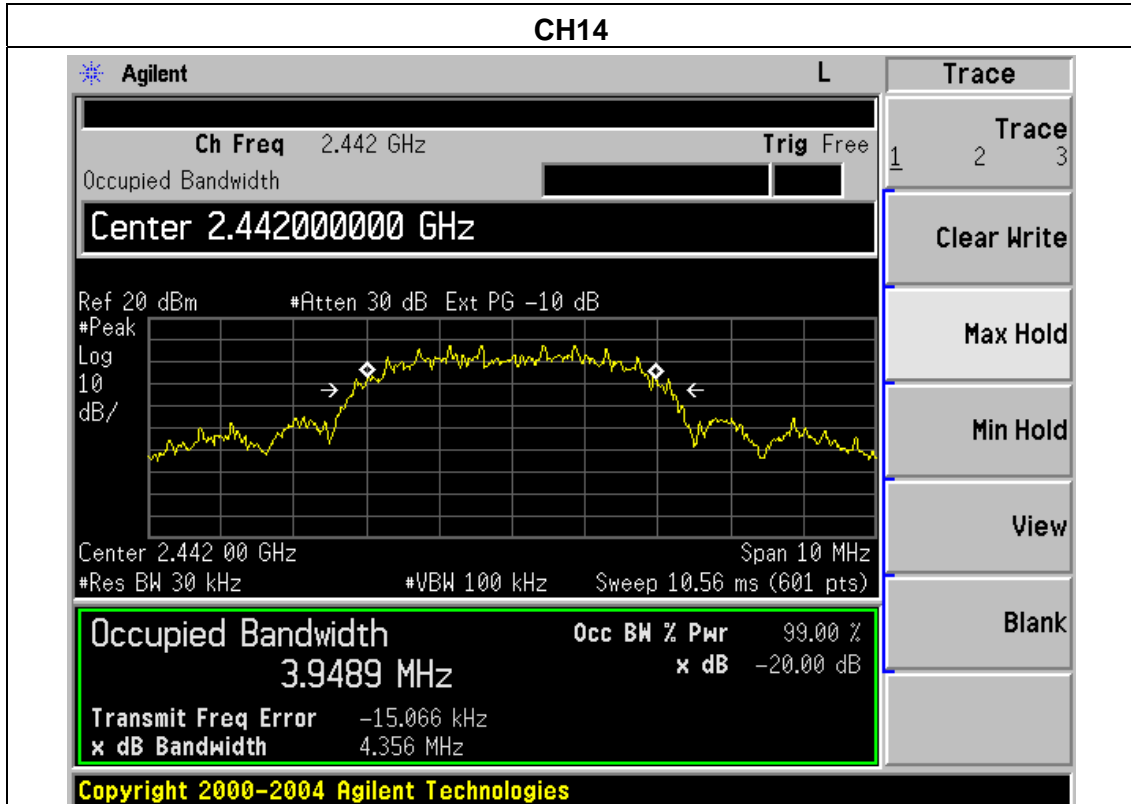 CH14
Agilent L Trace
Ch Freq 2.442 GHz Trig Free
Occupied Bandwidth
Trace
1 2 3
Center 2.442000000 GHz
Clear Write
Ref 20 dBm #Atten 30 dB Ext PG -10 dB
#Peak
Log
10
dB/
Max Hold
Min Hold
View
Center 2.442 00 GHz Span 10 MHz
#Res BW 30 kHz #VBW 100 kHz Sweep 10.56 ms (601 pts)
Occupied Bandwidth Occ BW % Pwr 99.00 %
3.9489 MHz x dB -20.00 dB
Blank
Transmit Freq Error -15.066 kHz
x dB Bandwidth 4.356 MHz
Copyright 2000-2004 Agilent Technologies